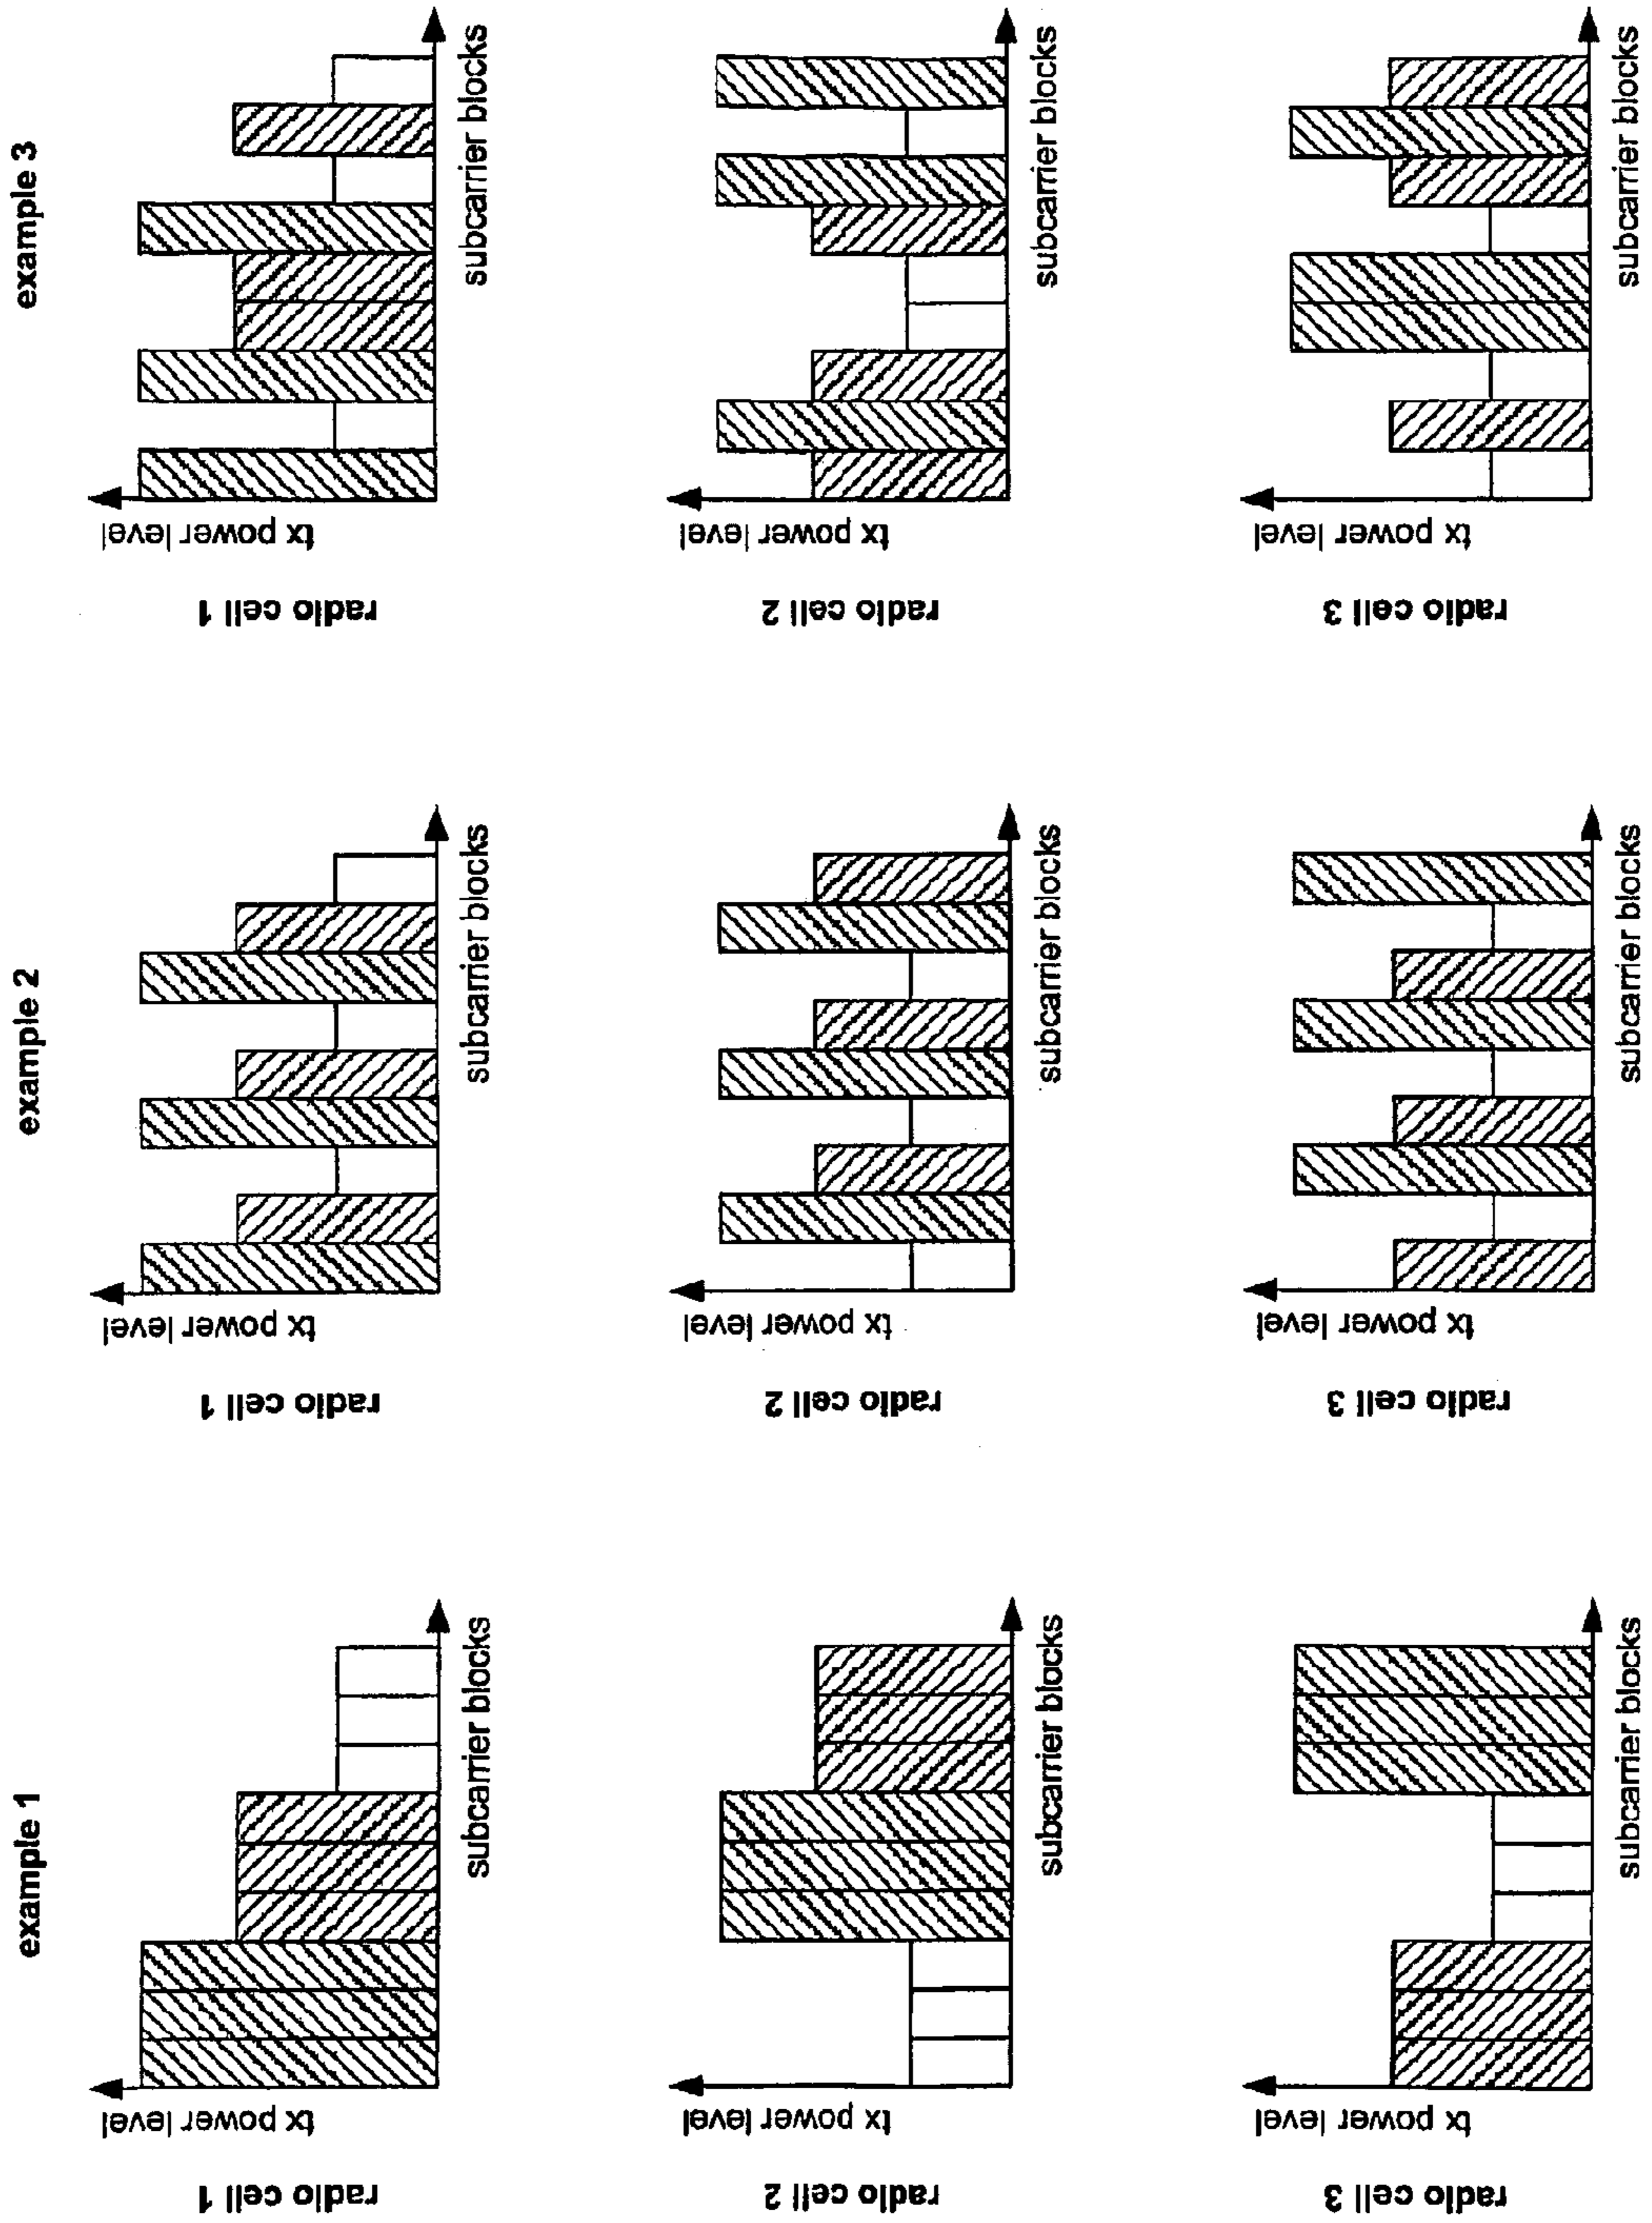 example 1
radio cell 1
tx power level
subcarrier blocks
radio cell 2
tx power level
subcarrier blocks
radio cell 3
tx power level
subcarrier blocks
example 2
radio cell 1
tx power level
subcarrier blocks
radio cell 2
tx power level
subcarrier blocks
radio cell 3
tx power level
subcarrier blocks
example 3
radio cell 1
tx power level
subcarrier blocks
radio cell 2
tx power level
subcarrier blocks
radio cell 3
tx power level
subcarrier blocks